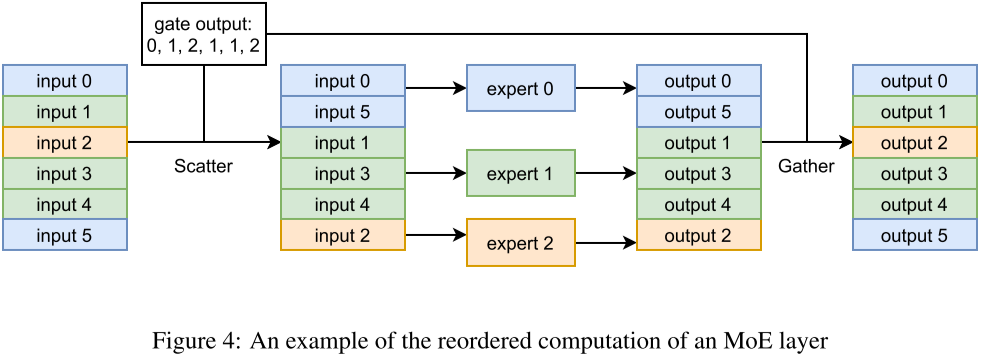 gate output:
0, 1, 2, 1, 1, 2
input 0
input 1
input 2
input 3
input 4
input 5
Scatter
input 0
input 5
input 1
input 3
input 4
input 2
expert 0
expert 1
expert 2
output 0
output 5
output 1
output 3
output 4
output 2
Gather
output 0
output 1
output 2
output 3
output 4
output 5
Figure 4: An example of the reordered computation of an MoE layer